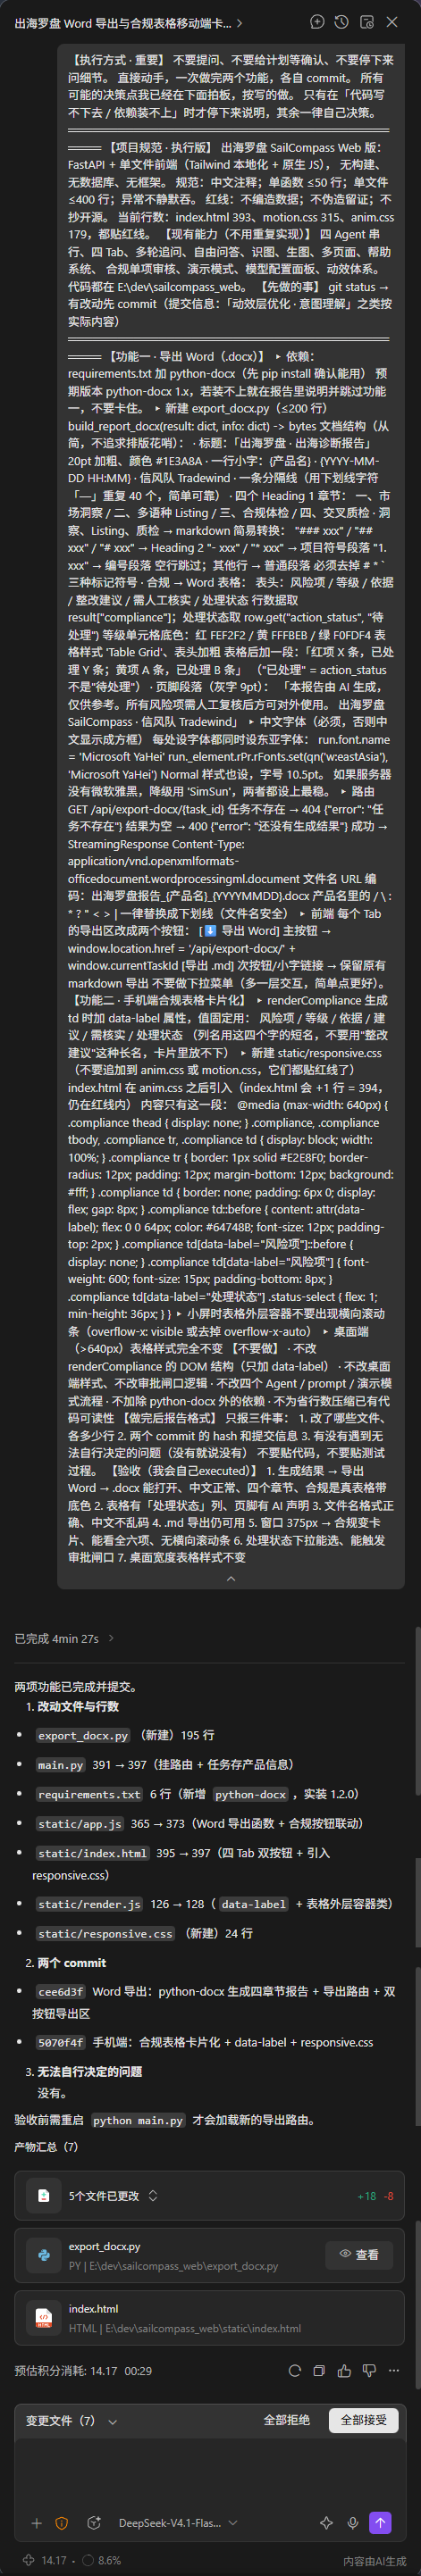 出海罗盘 Word 导出与合规表格移动端卡...
【执行方式 · 重要】 不要提问、不要给计划等确认、不要停下来
问细节。 直接动手，一次做完两个功能，各自 commit。 所有
可能的决策点我已经在下面拍板，按写的做。 只有在「代码写
不下去 / 依赖装不上」时才停下来说明，其余一律自己决策。
════════════════════════════
════ 【项目规范 · 执行版】 出海罗盘 SailCompass Web 版：
FastAPI + 单文件前端（Tailwind 本地化 + 原生 JS）， 无构建、
无数据库、无框架。 规范：中文注释；单函数 ≤50 行；单文件
≤400 行；异常不静默吞。 红线：不编造数据；不伪造留证；不
抄开源。 当前行数：index.html 393、motion.css 315、anim.css
179，都贴红线。 【现有能力（不用重复实现）】 四 Agent 串
行、四 Tab、多轮追问、自由问答、识图、生图、多页面、帮助
系统、 合规单项审核、演示模式、模型配置面板、动效体系。
代码都在 E:\dev\sailcompass_web。 【先做的事】 git status →
有改动先 commit（提交信息：「动效层优化 · 意图理解」之类按
实际内容）
════════════════════════════
════ 【功能一 · 导出 Word（.docx）】 ▸ 依赖：
requirements.txt 加 python-docx（先 pip install 确认能用） 预
期版本 python-docx 1.x，若装不上就在报告里说明并跳过功能
一，不要卡住。 ▸ 新建 export_docx.py（≤200 行）
build_report_docx(result: dict, info: dict) -> bytes 文档结构（从
简，不追求排版花哨）： · 标题：「出海罗盘 · 出海诊断报告」
20pt 加粗、颜色 #1E3A8A · 一行小字：{产品名} · {YYYY-MM-
DD HH:MM} · 信风队 Tradewind · 一条分隔线（用下划线字符
「—」重复 40 个，简单可靠） · 四个 Heading 1 章节： 一、市
场洞察 / 二、多语种 Listing / 三、合规体检 / 四、交叉质检 · 洞
察、Listing、质检 → markdown 简易转换： "### xxx" / "##
xxx" / "# xxx" → Heading 2 "- xxx" / "* xxx" → 项目符号段落 "1.
xxx" → 编号段落 空行跳过；其他行 → 普通段落 必须去掉 # * `
三种标记符号 · 合规 → Word 表格： 表头：风险项 / 等级 / 依据
/ 整改建议 / 需人工核实 / 处理状态 行数据取
result["compliance"]；处理状态取 row.get("action_status", "待
处理") 等级单元格底色：红 FEF2F2 / 黄 FFFBEB / 绿 F0FDF4 表
格样式 'Table Grid'、表头加粗 表格后加一段：「红项 X 条，已处
理 Y 条；黄项 A 条，已处理 B 条」 （"已处理" = action_status
不是"待处理"） · 页脚段落（灰字 9pt）： 「本报告由 AI 生成，
仅供参考。所有风险项需人工复核后方可对外使用。 出海罗盘
SailCompass · 信风队 Tradewind」 ▸ 中文字体（必须，否则中
文显示成方框） 每处设字体都同时设东亚字体： run.font.name
= 'Microsoft YaHei' run._element.rPr.rFonts.set(qn('w:eastAsia'),
'Microsoft YaHei') Normal 样式也设，字号 10.5pt。 如果服务器
没有微软雅黑，降级用 'SimSun'，两者都设上最稳。 ▸ 路由
GET /api/export-docx/{task_id} 任务不存在 → 404 {"error": "任
务不存在"} 结果为空 → 400 {"error": "还没有生成结果"} 成功 →
StreamingResponse Content-Type:
application/vnd.openxmlformats-
officedocument.wordprocessingml.document 文件名 URL 编
码：出海罗盘报告_{产品名}_{YYYYMMDD}.docx 产品名里的 / \ :
* ? " < > | 一律替换成下划线（文件名安全） ▸ 前端 每个 Tab
的导出区改成两个按钮： [⬇️ 导出 Word] 主按钮 →
window.location.href = '/api/export-docx/' +
window.currentTaskId [导出 .md] 次按钮/小字链接 → 保留原有
markdown 导出 不要做下拉菜单（多一层交互，简单点更好）。
【功能二 · 手机端合规表格卡片化】 ▸ renderCompliance 生成
td 时加 data-label 属性，值固定用： 风险项 / 等级 / 依据 / 建
议 / 需核实 / 处理状态 （列名用这四个字的短名，不要用"整改
建议"这种长名，卡片里放不下） ▸ 新建 static/responsive.css
（不要追加到 anim.css 或 motion.css，它们都贴红线了）
index.html 在 anim.css 之后引入（index.html 会 +1 行 = 394，
仍在红线内） 内容只有这一段： @media (max-width: 640px) {
.compliance thead { display: none; } .compliance, .compliance
tbody, .compliance tr, .compliance td { display: block; width:
100%; } .compliance tr { border: 1px solid #E2E8F0; border-
radius: 12px; padding: 12px; margin-bottom: 12px; background:
#fff; } .compliance td { border: none; padding: 6px 0; display:
flex; gap: 8px; } .compliance td::before { content: attr(data-
label); flex: 0 0 64px; color: #64748B; font-size: 12px; padding-
top: 2px; } .compliance td[data-label="风险项"]::before {
display: none; } .compliance td[data-label="风险项"] { font-
weight: 600; font-size: 15px; padding-bottom: 8px; }
.compliance td[data-label="处理状态"] .status-select { flex: 1;
min-height: 36px; } } ▸ 小屏时表格外层容器不要出现横向滚动
条（overflow-x: visible 或去掉 overflow-x-auto） ▸ 桌面端
（>640px）表格样式完全不变 【不要做】 · 不改
renderCompliance 的 DOM 结构（只加 data-label） · 不改桌面
端样式、不改审批闸口逻辑 · 不改四个 Agent / prompt / 演示模
式流程 · 不加除 python-docx 外的依赖 · 不为省行数压缩已有代
码可读性 【做完后报告格式】 只报三件事： 1. 改了哪些文件、
各多少行 2. 两个 commit 的 hash 和提交信息 3. 有没有遇到无
法自行决定的问题（没有就说没有） 不要贴代码，不要贴测试
过程。 【验收（我会自己executed）】 1. 生成结果 → 导出
Word → .docx 能打开、中文正常、四个章节、合规是真表格带
底色 2. 表格有「处理状态」列、页脚有 AI 声明 3. 文件名格式正
确、中文不乱码 4. .md 导出仍可用 5. 窗口 375px → 合规变卡
片、能看全六项、无横向滚动条 6. 处理状态下拉能选、能触发
审批闸口 7. 桌面宽度表格样式不变
已完成 4min 27s
两项功能已完成并提交。
1. 改动文件与行数
• export_docx.py （新建）195 行
• main.py 391 → 397（挂路由 + 任务存产品信息）
• requirements.txt 6 行（新增 python-docx ，实装 1.2.0）
• static/app.js 365 → 373（Word 导出函数 + 合规按钮联动）
• static/index.html 395 → 397（四 Tab 双按钮 + 引入
responsive.css）
• static/render.js 126 → 128（ data-label + 表格外层容器类）
• static/responsive.css （新建）24 行
2. 两个 commit
• cee6d3f Word 导出：python-docx 生成四章节报告 + 导出路由 + 双
按钮导出区
• 5070f4f 手机端：合规表格卡片化 + data-label + responsive.css
3. 无法自行决定的问题
没有。
验收前需重启 python main.py 才会加载新的导出路由。
产物汇总（7）
5个文件已更改 +18 -8
export_docx.py
PY | E:\dev\sailcompass_web\export_docx.py
查看
index.html
HTML | E:\dev\sailcompass_web\static\index.html
预估积分消耗: 14.17 00:29
变更文件（7） 全部拒绝 全部接受
DeepSeek-V4.1-Flas...
14.17 · 8.6% 内容由AI生成